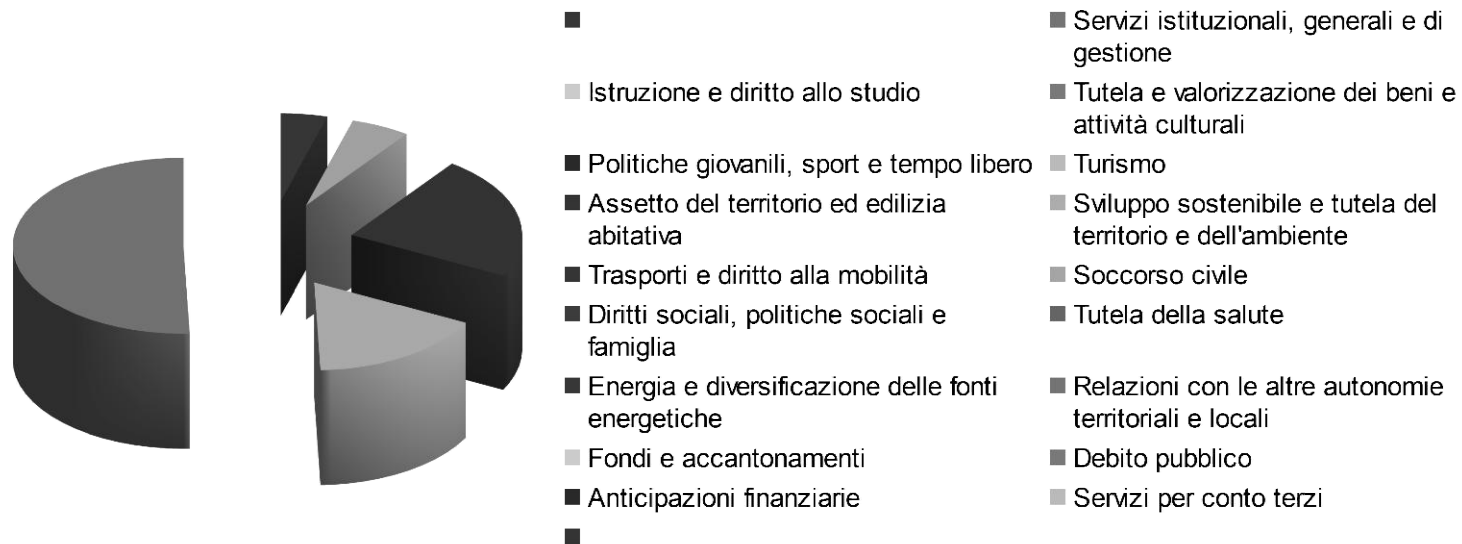 Servizi istituzionali, generali e di
gestione
Istruzione e diritto allo studio
Tutela e valorizzazione dei beni e
attività culturali
Politiche giovanili, sport e tempo libero
Turismo
Assetto del territorio ed edilizia
abitativa
Sviluppo sostenibile e tutela del
territorio e dell'ambiente
Trasporti e diritto alla mobilità
Soccorso civile
Diritti sociali, politiche sociali e
famiglia
Tutela della salute
Energia e diversificazione delle fonti
energetiche
Relazioni con le altre autonomie
territoriali e locali
Fondi e accantonamenti
Debito pubblico
Anticipazioni finanziarie
Servizi per conto terzi